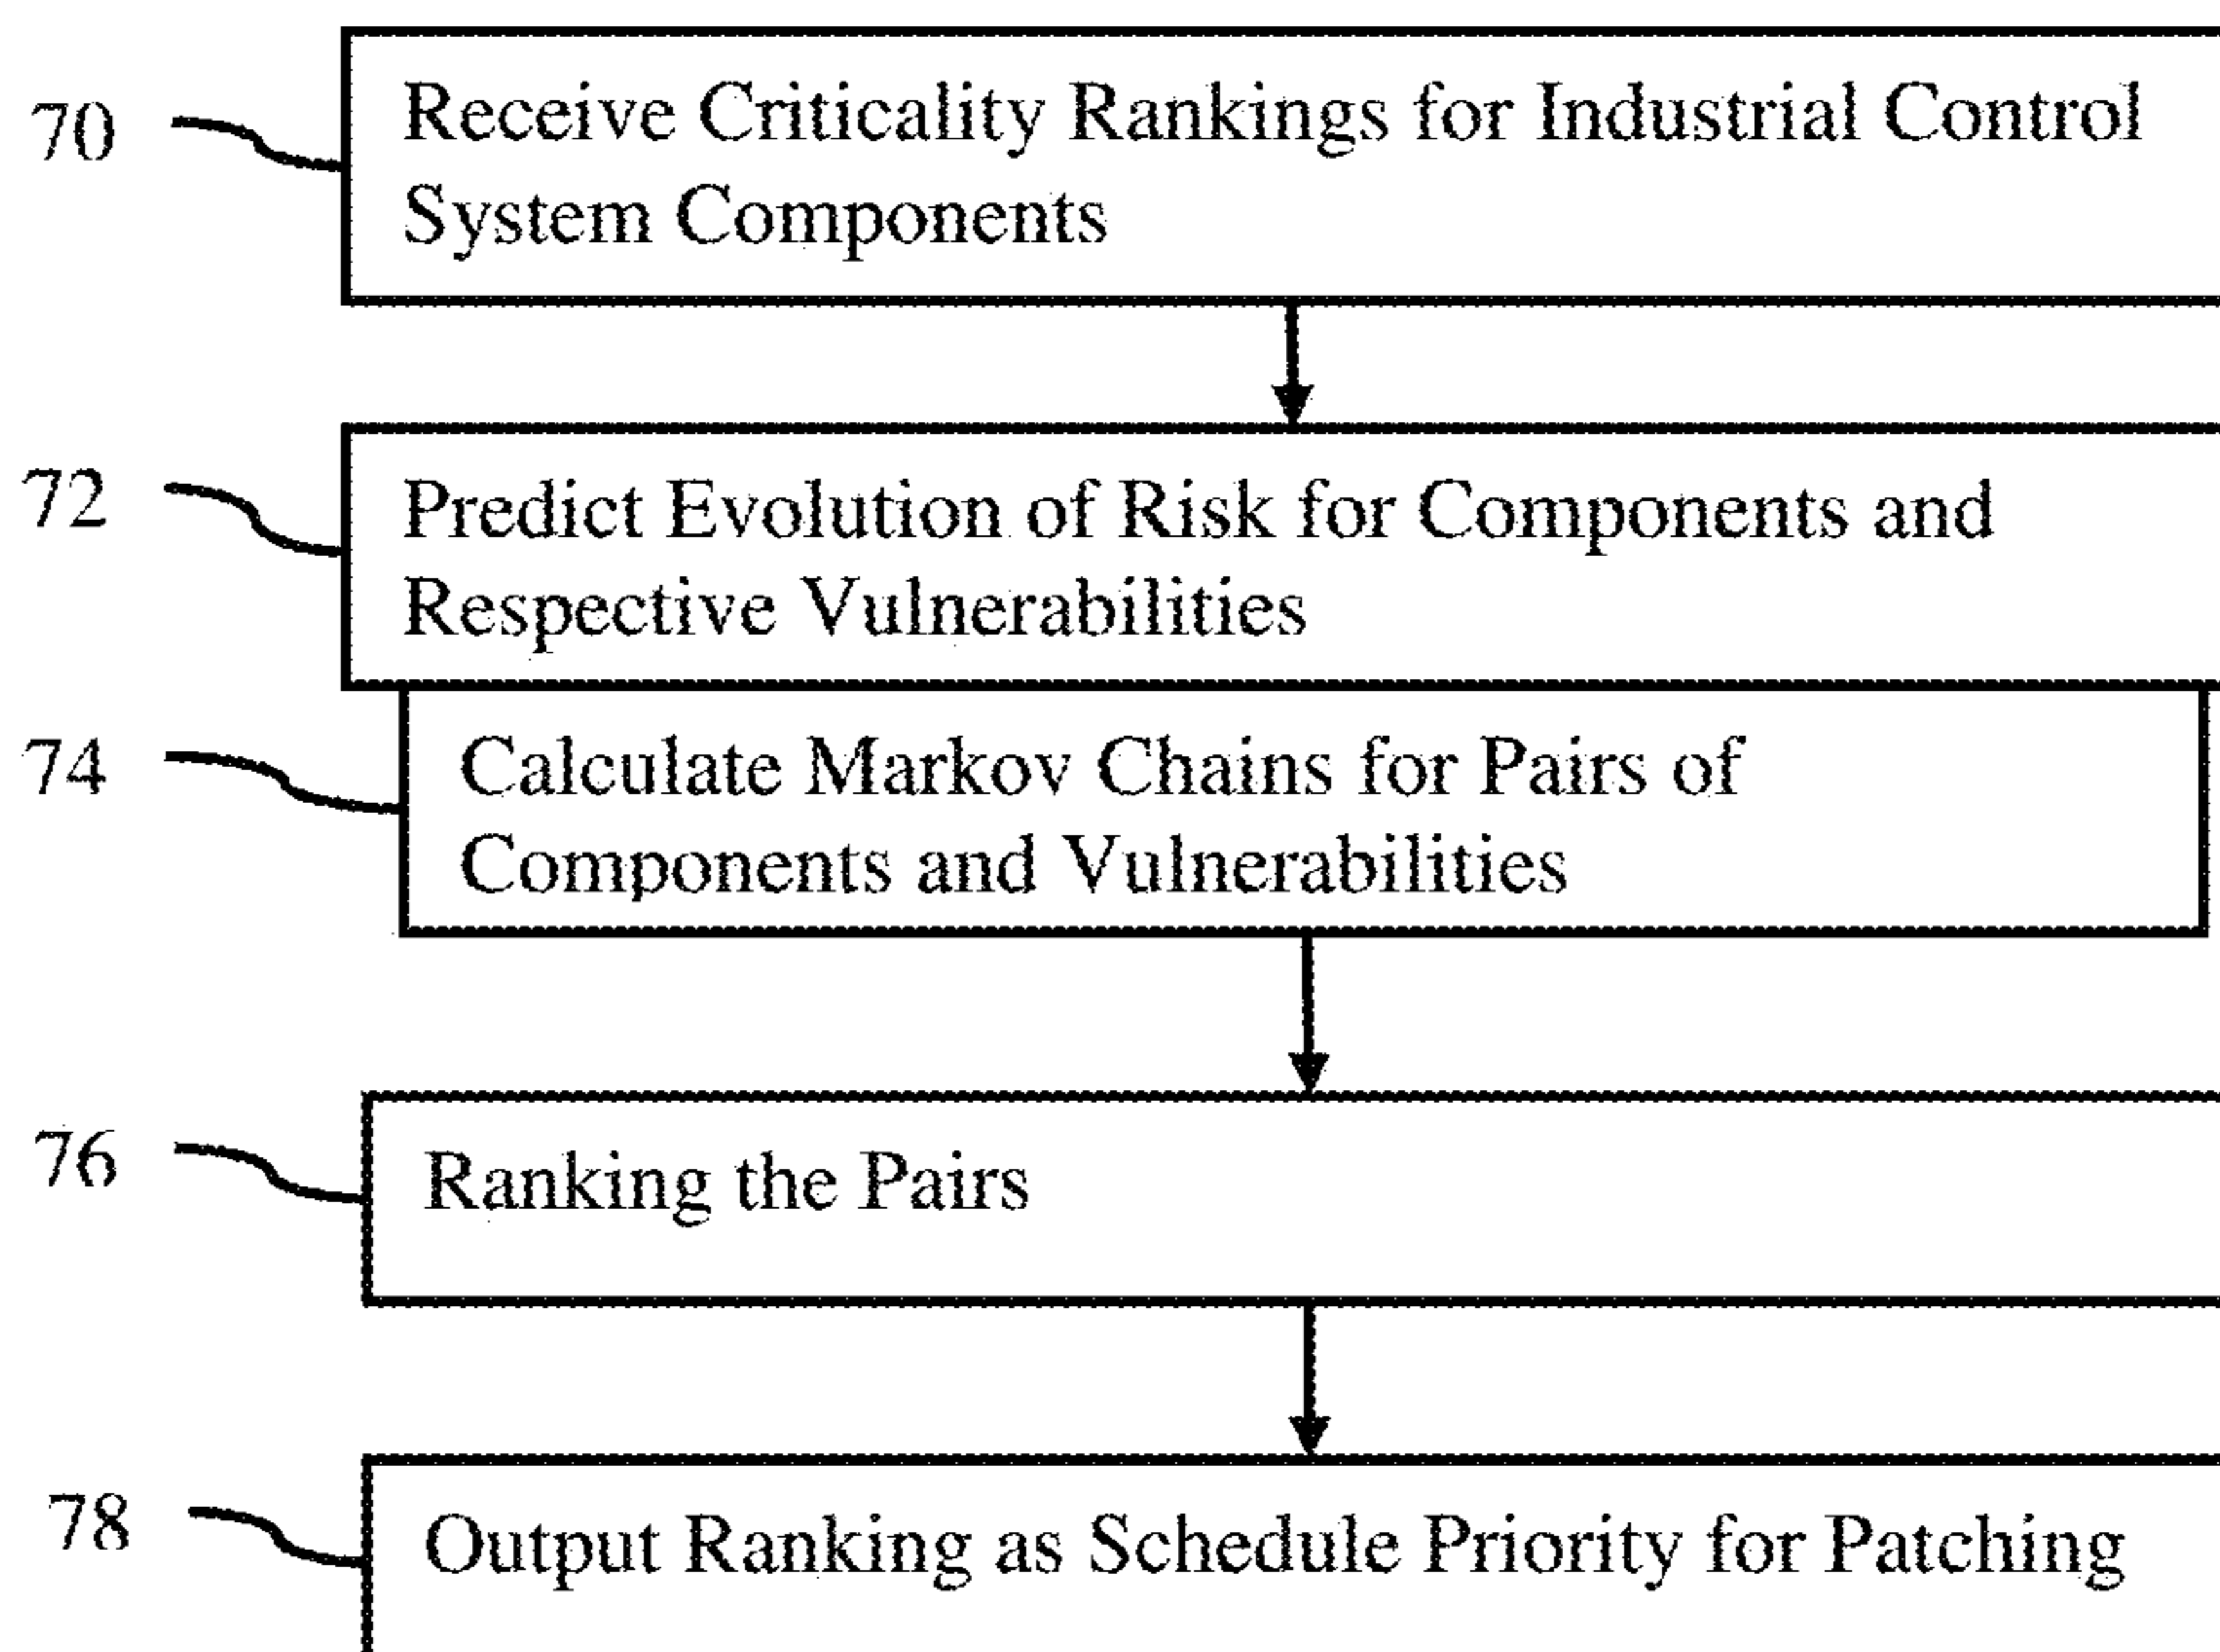 70
Receive Criticality Rankings for Industrial Control
System Components
72
Predict Evolution of Risk for Components and
Respective Vulnerabilities
74
Calculate Markov Chains for Pairs of
Components and Vulnerabilities
76
Ranking the Pairs
78
Output Ranking as Schedule Priority for Patching